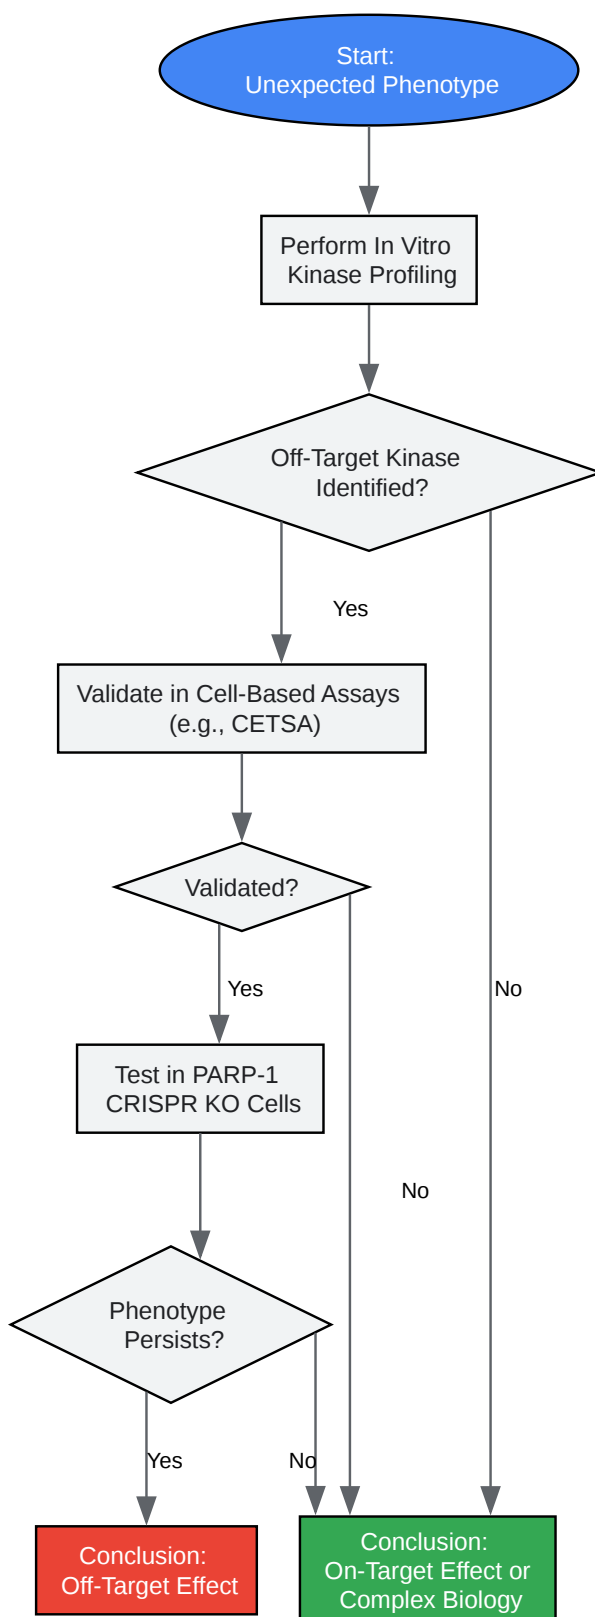 Start:
Unexpected Phenotype
Perform In Vitro
Kinase Profiling
Off-Target Kinase
Identified?
Yes
Validate in Cell-Based Assays
(e.g., CETSA)
Validated?
Yes
No
Test in PARP-1
CRISPR KO Cells
No
Phenotype
Persists?
Yes
No
Conclusion:
Off-Target Effect
Conclusion:
On-Target Effect or
Complex Biology